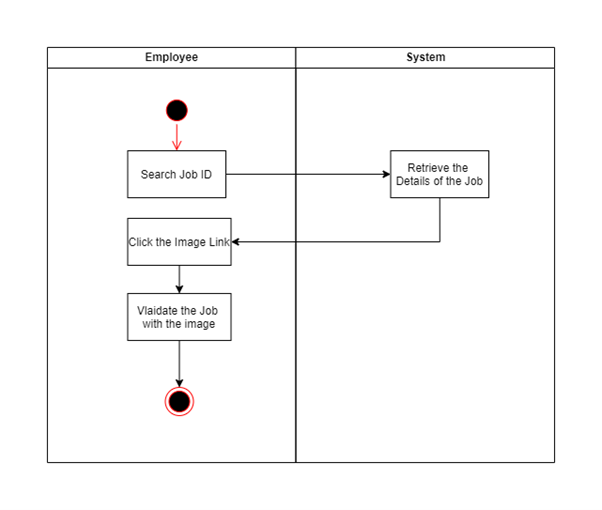 Employee
System
Search Job ID
Retrieve the
Details of the Job
Click the Image Link
Vlaidate the Job
with the image